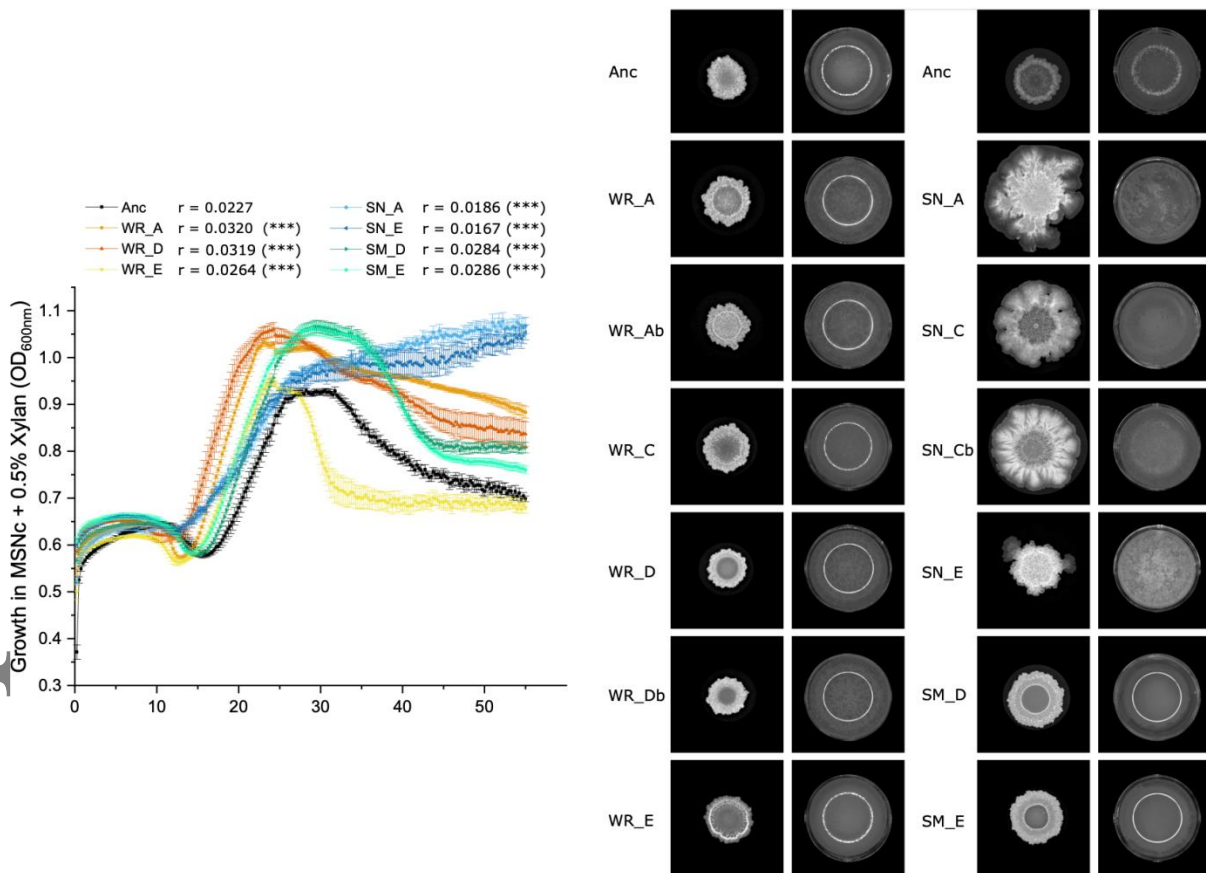 Anc r = 0.0227
WR_A r = 0.0320 (***)
WR_D r = 0.0319 (***)
WR_E r = 0.0264 (***)
SN_A r = 0.0186 (***)
SN_E r = 0.0167 (***)
SM_D r = 0.0284 (***)
SM_E r = 0.0286 (***)
Growth in MSNc + 0.5% Xylan (OD600nm)
1.1
1.0
0.9
0.8
0.7
0.6
0.5
0.4
0.3
0 10 20 30 40 50
Anc Anc
WR_A SN_A
WR_Ab SN_C
WR_C SN_Cb
WR_D SN_E
WR_Db SM_D
WR_E SM_E